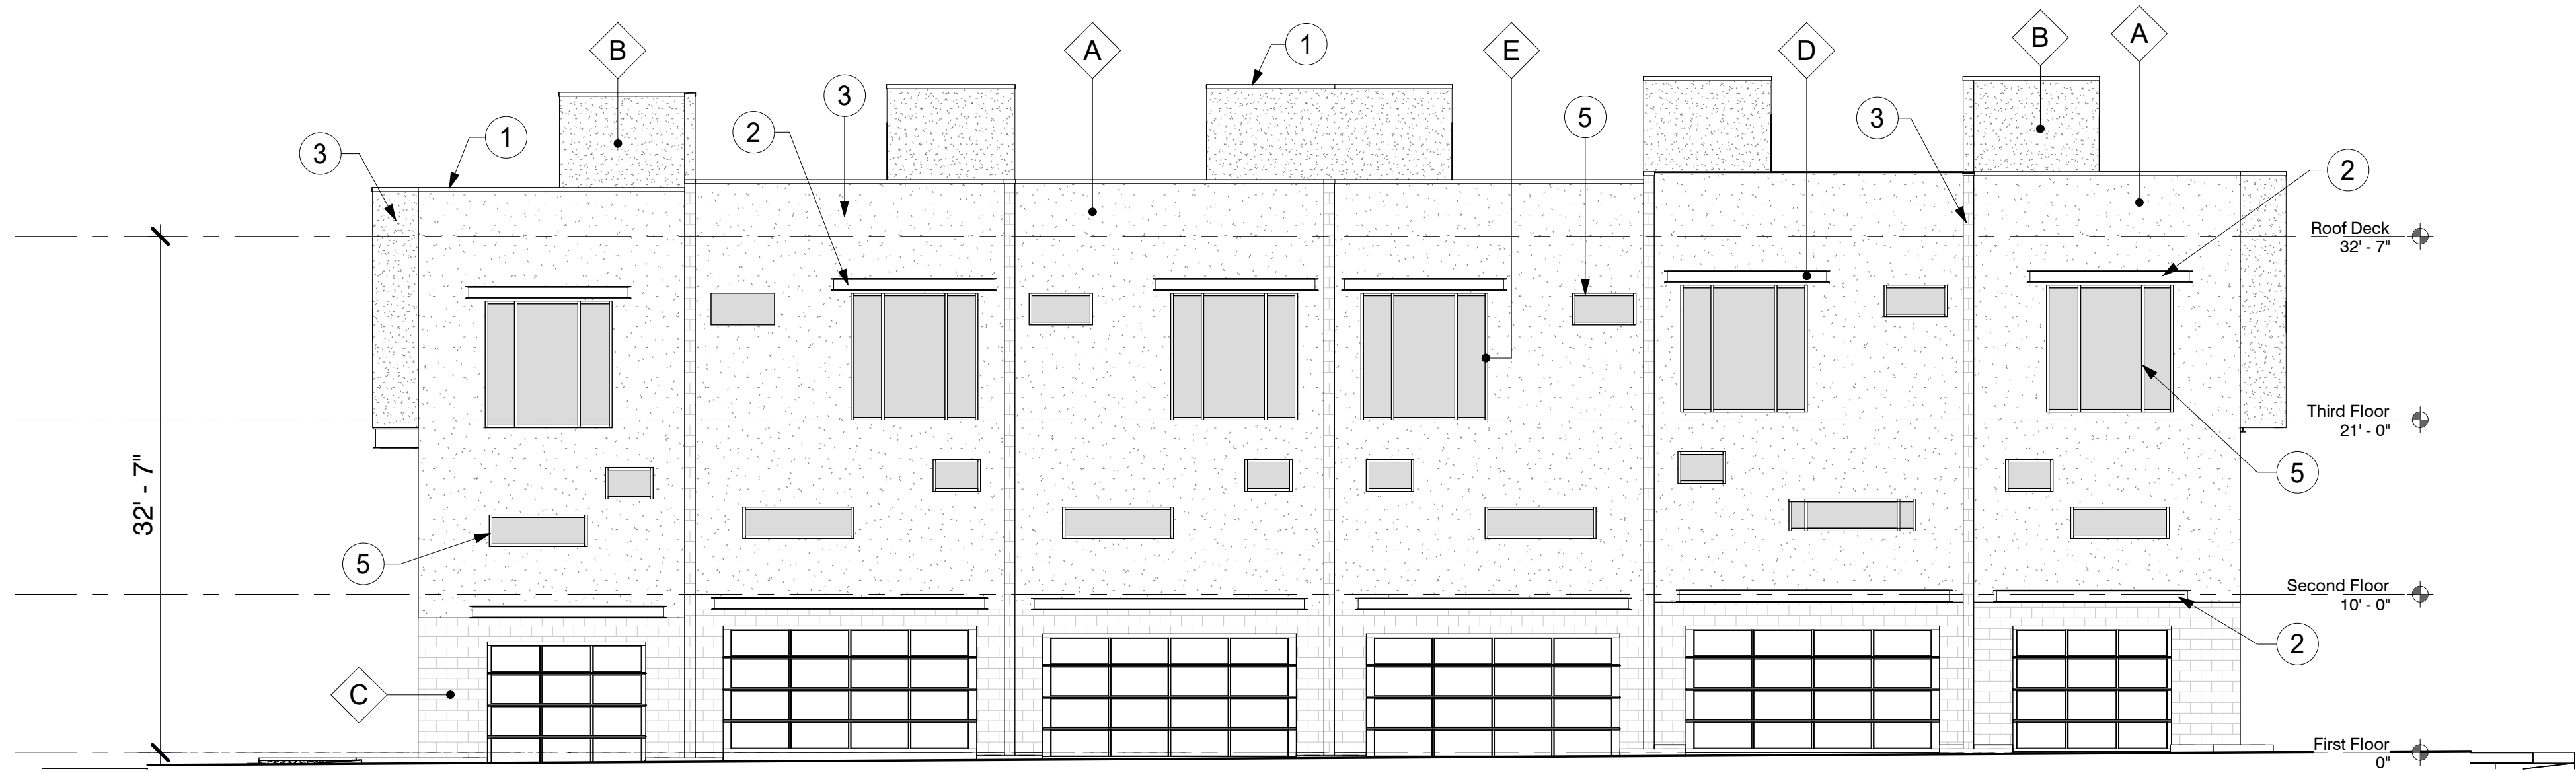 B
A
1
E
D
B
A
3
2
3
1
5
3
2
Roof Deck
32' - 7"
Third Floor
21' - 0"
32' - 7"
5
5
Second Floor
10' - 0"
2
C
First Floor
0"